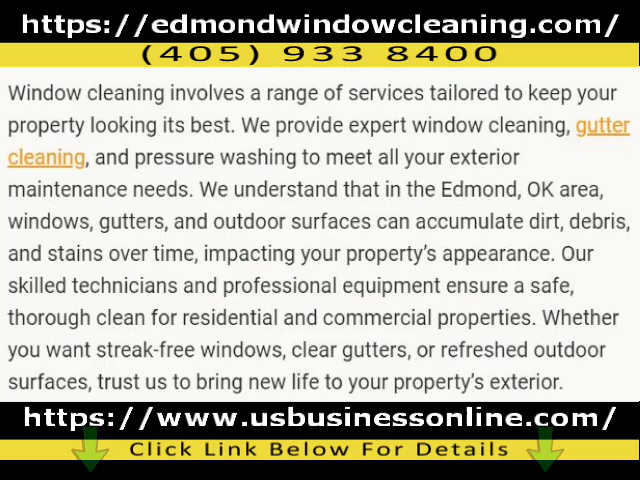 https://edmondwindowcleaning.com/
(405) 933 8400
Window cleaning involves a range of services tailored to keep your
property looking its best. We provide expert window cleaning, gutter
cleaning, and pressure washing to meet all your exterior
maintenance needs. We understand that in the Edmond, OK area,
windows, gutters, and outdoor surfaces can accumulate dirt, debris,
and stains over time, impacting your property’s appearance. Our
skilled technicians and professional equipment ensure a safe,
thorough clean for residential and commercial properties. Whether
you want streak-free windows, clear gutters, or refreshed outdoor
surfaces, trust us to bring new life to your property’s exterior.
https://www.usbusinessonline.com/
Click Link Below For Details